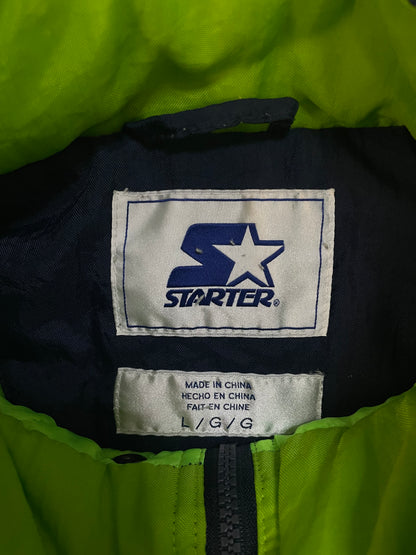 STARTER®
MADE IN CHINA
HECHO EN CHINA
FAIT EN CHINE
L/G/G